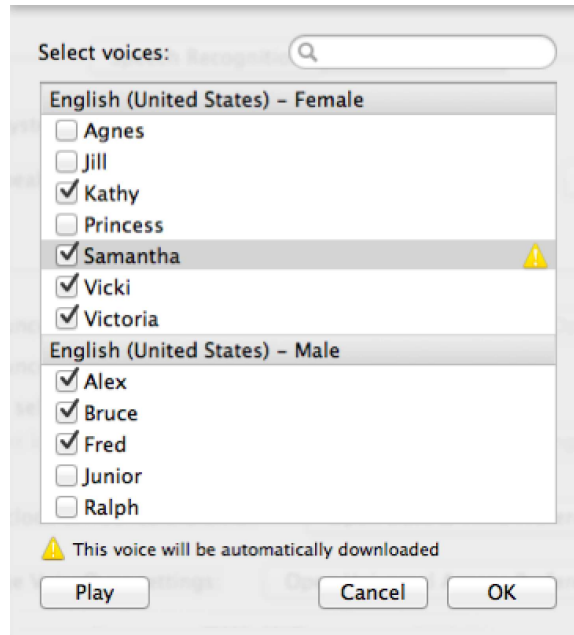 Select voices:
English (United States) – Female
Agnes
Jill
Kathy
Princess
Samantha
Vicki
Victoria
English (United States) – Male
Alex
Bruce
Fred
Junior
Ralph
This voice will be automatically downloaded
Play Cancel OK